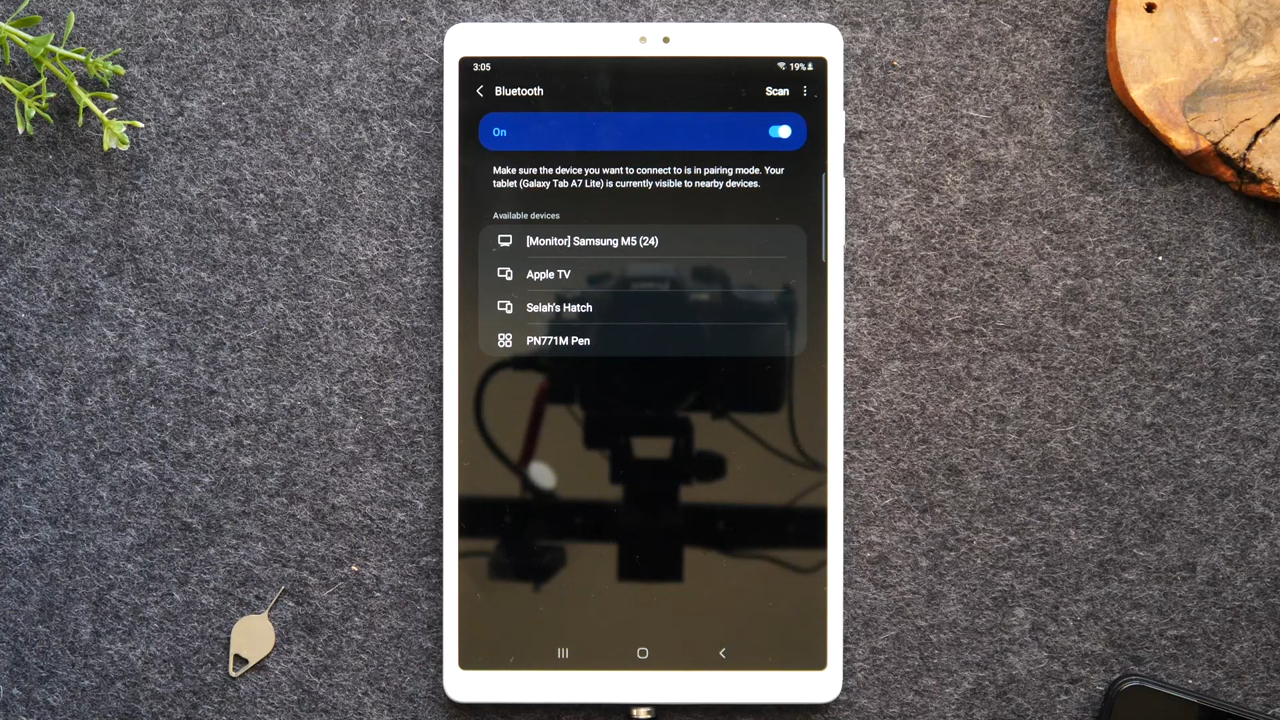 3:05 19%
Bluetooth Scan
On
Make sure the device you want to connect to is in pairing mode. Your
tablet (Galaxy Tab A7 Lite) is currently visible to nearby devices.
Available devices
[Monitor] Samsung M5 (24)
Apple TV
Selah's Hatch
PN771M Pen